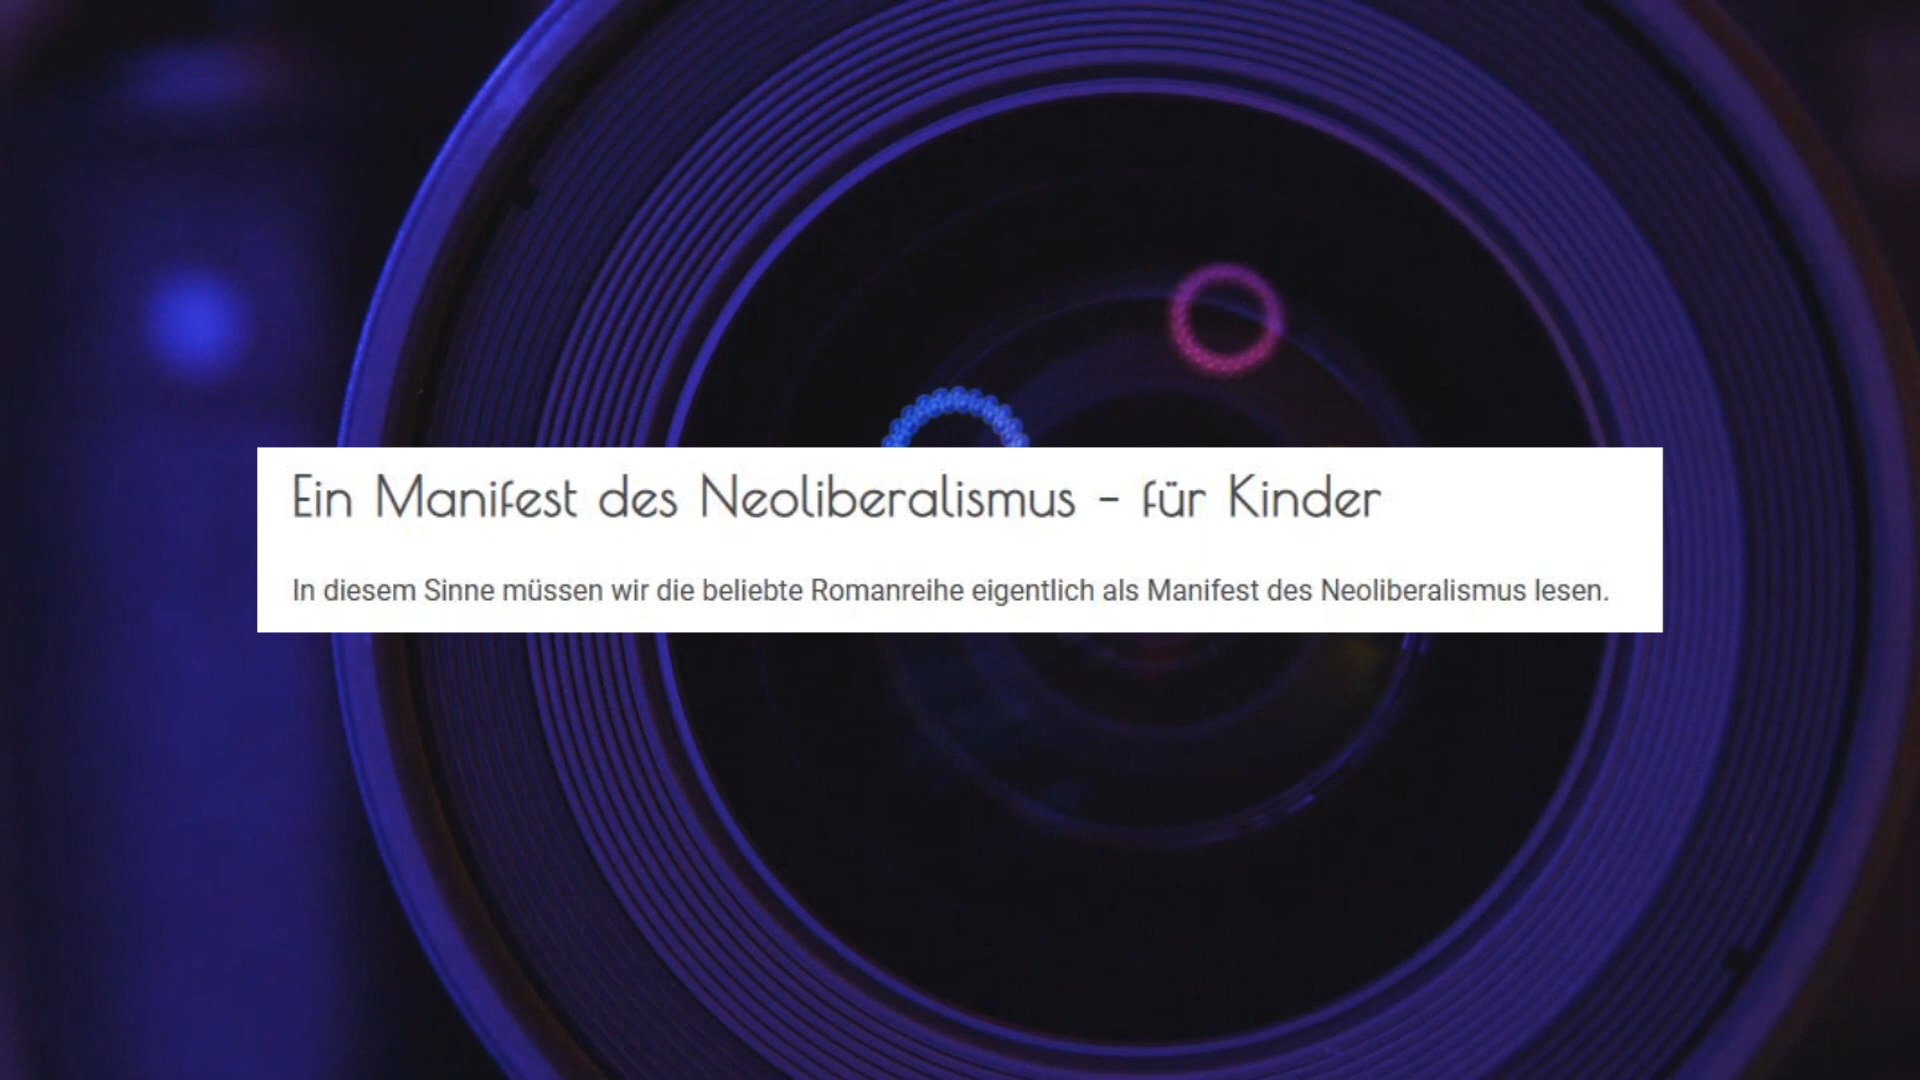 Ein Manifest des Neoliberalismus – für Kinder
In diesem Sinne müssen wir die beliebte Romanreihe eigentlich als Manifest des Neoliberalismus lesen.